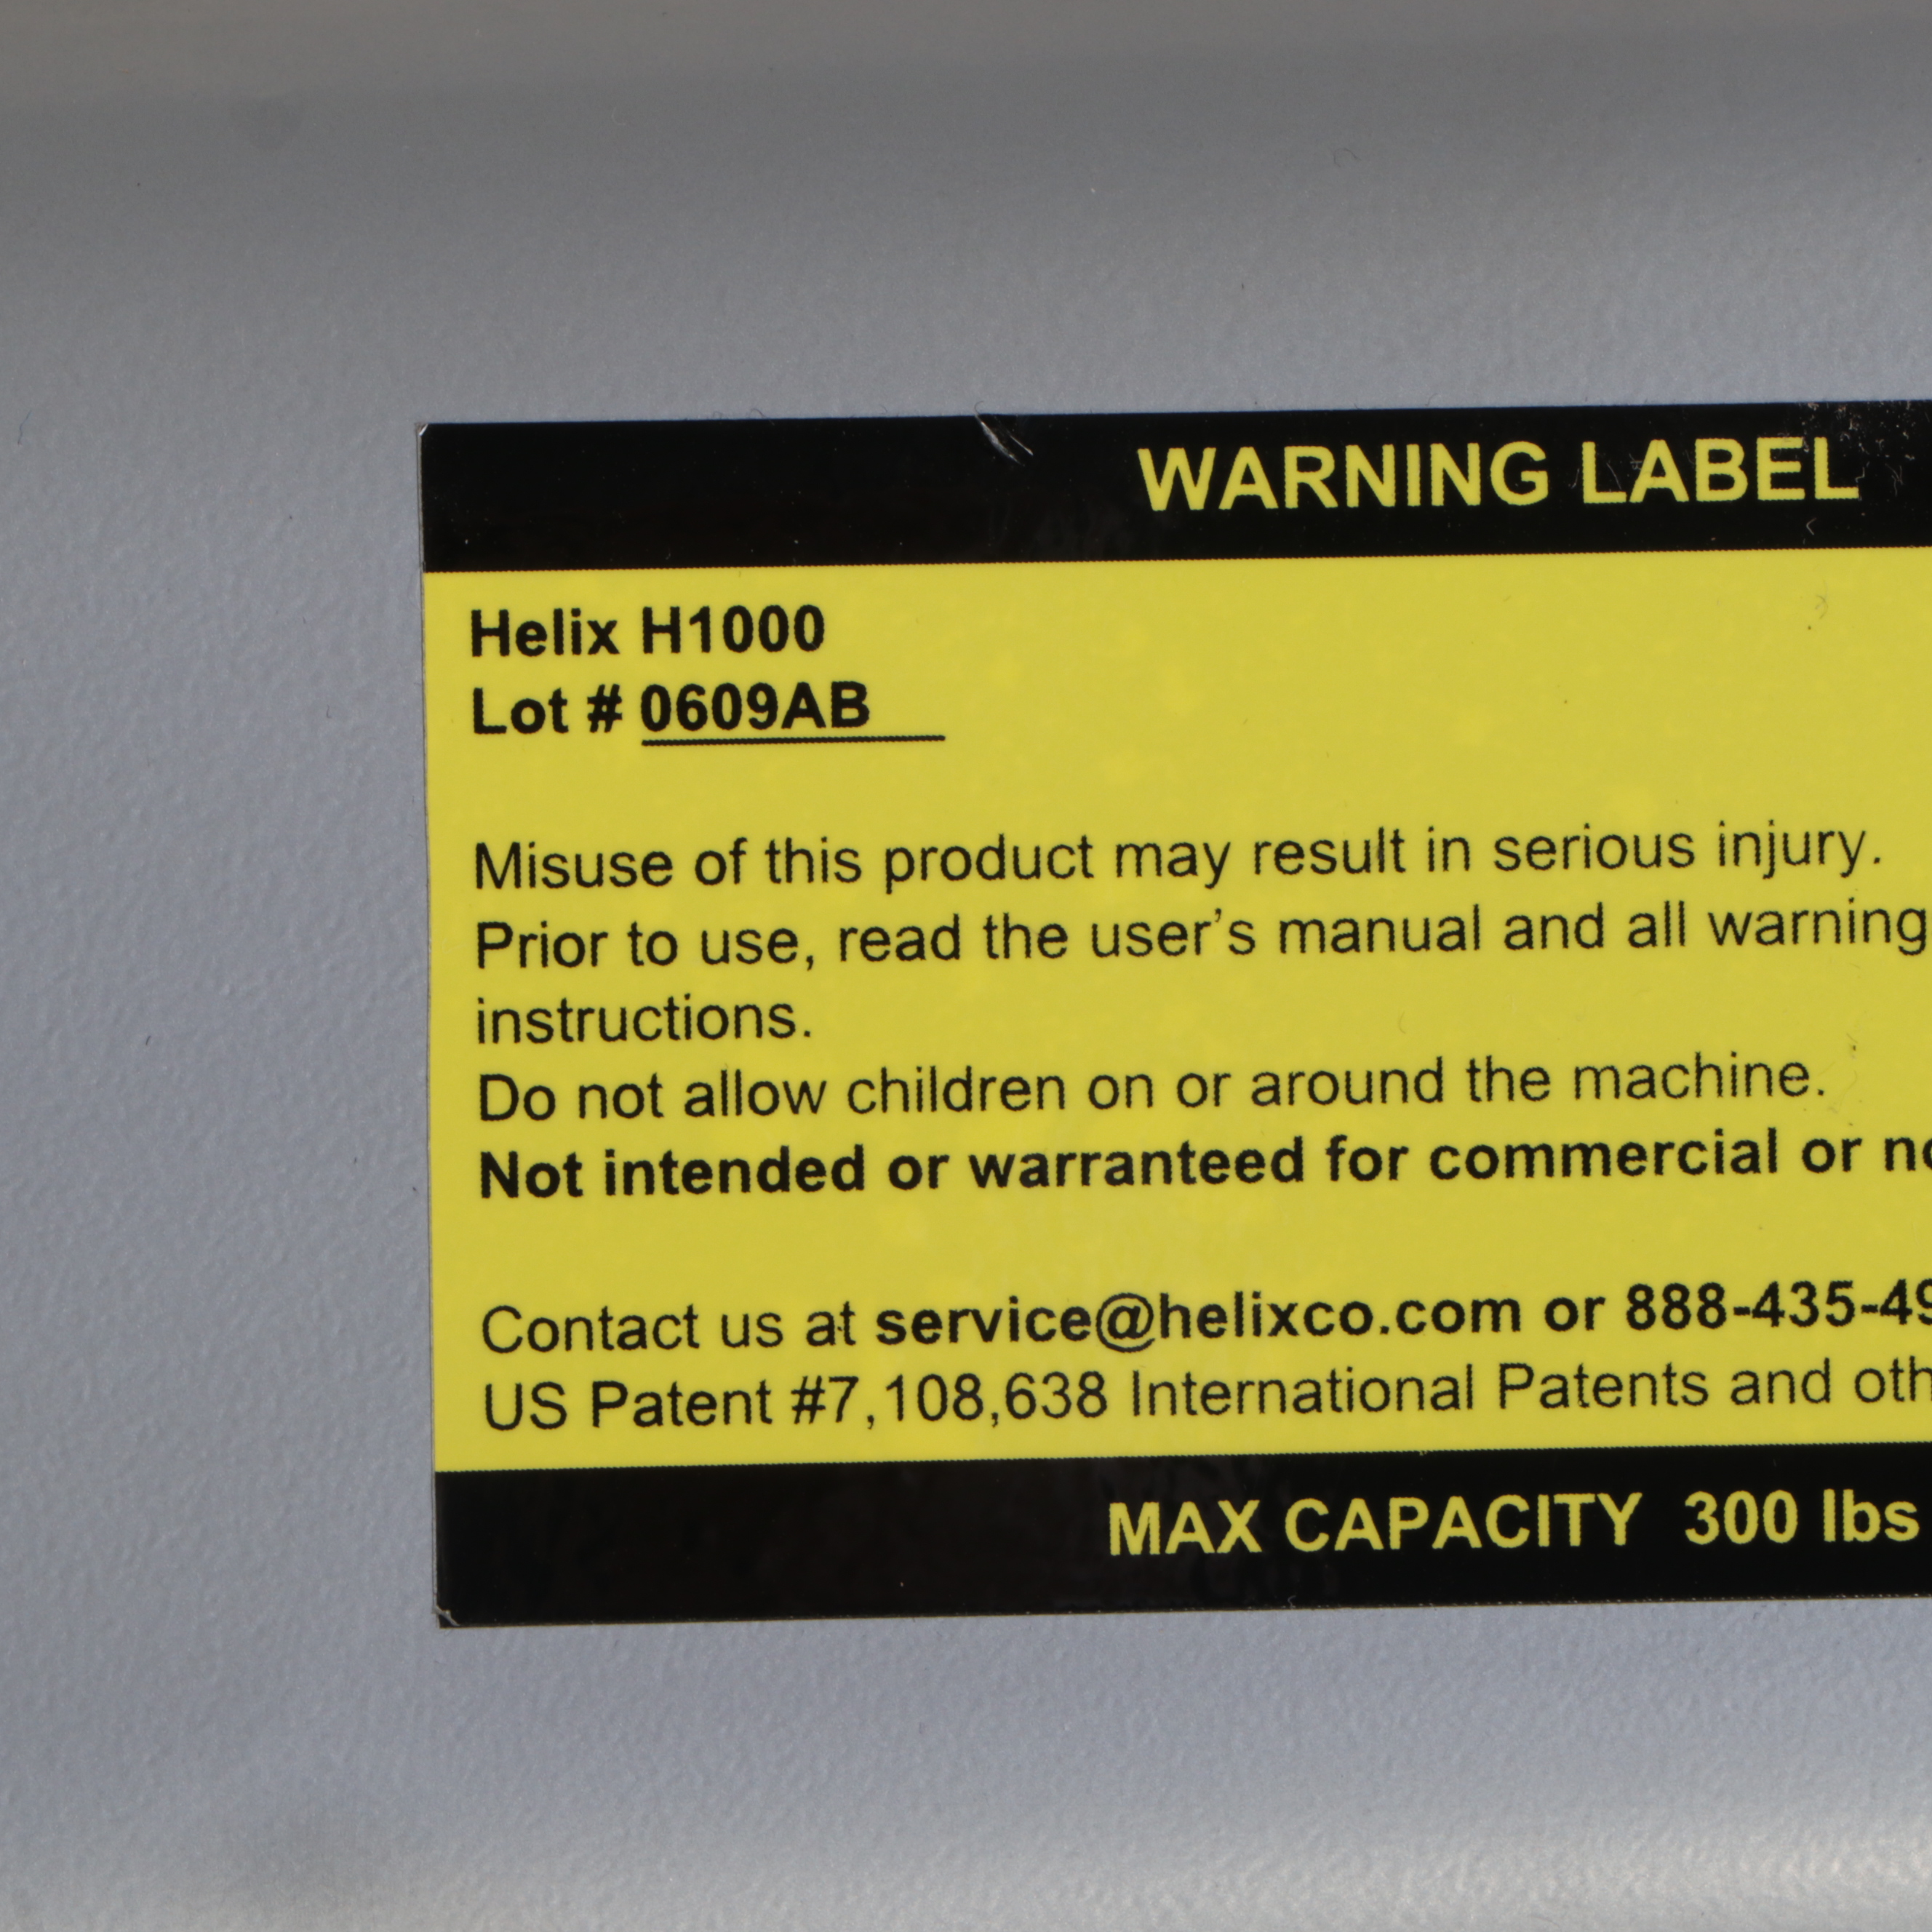 WARNING LABEL
Helix H1000
Lot # 0609AB
Misuse of this product may result in serious injury.
Prior to use, read the user's manual and all warning
instructions.
Do not allow children on or around the machine.
Not intended or warranteed for commercial or
Contact us at service@helixco.com or 888-435-49
US Patent #7,108,638 International Patents and
MAX CAPACITY 300 lbs